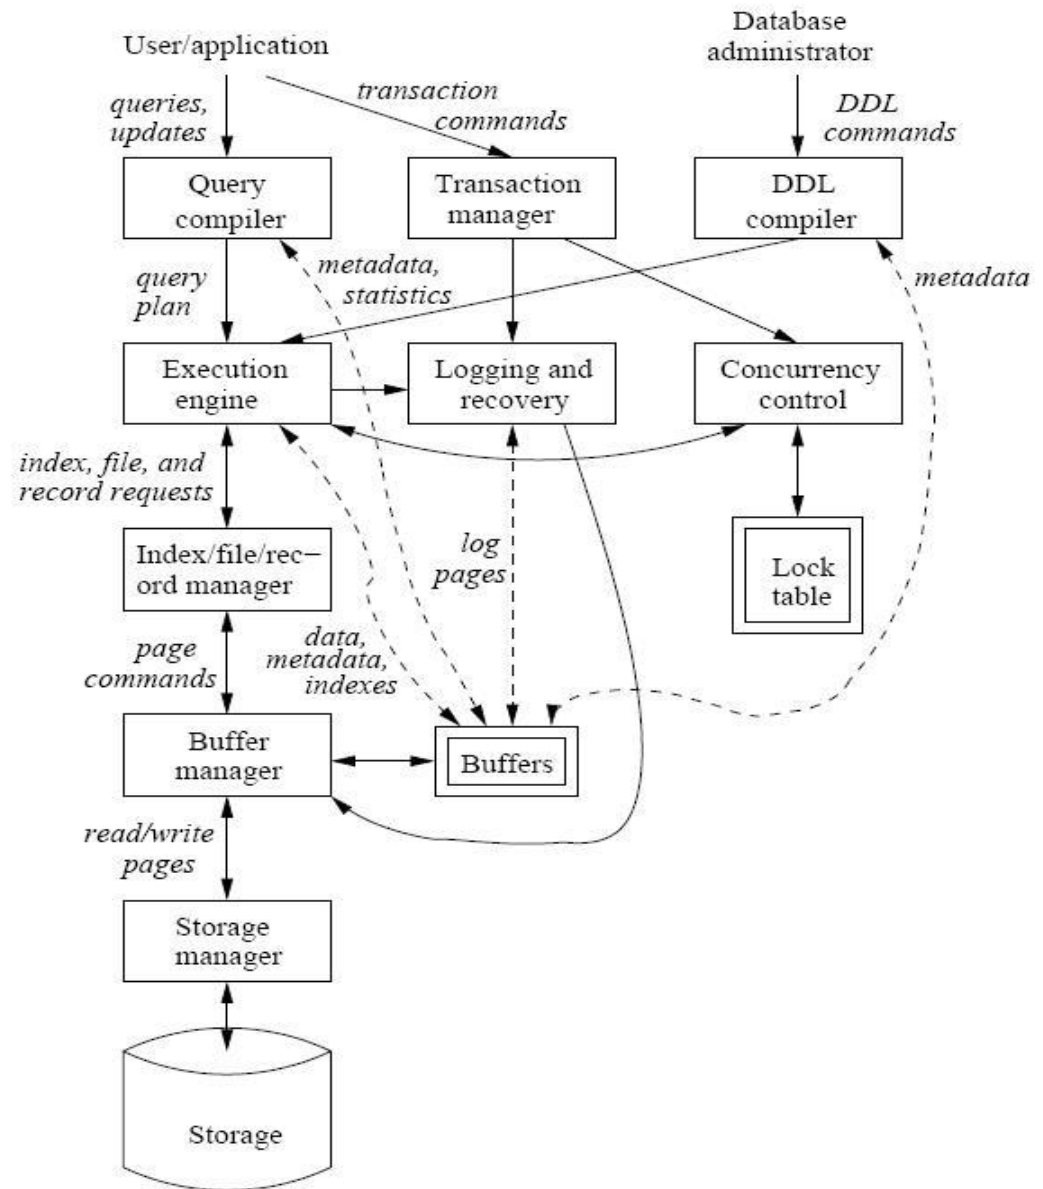 User/application
Database
administrator
queries,
updates
transaction
commands
DDL
commands
Query
compiler
Transaction
manager
DDL
compiler
query
plan
metadata,
statistics
metadata
Execution
engine
Logging and
recovery
Concurrency
control
index, file, and
record requests
Index/file/rec−
ord manager
log
pages
Lock
table
page
commands
data,
metadata,
indexes
Buffer
manager
Buffers
read/write
pages
Storage
manager
Storage